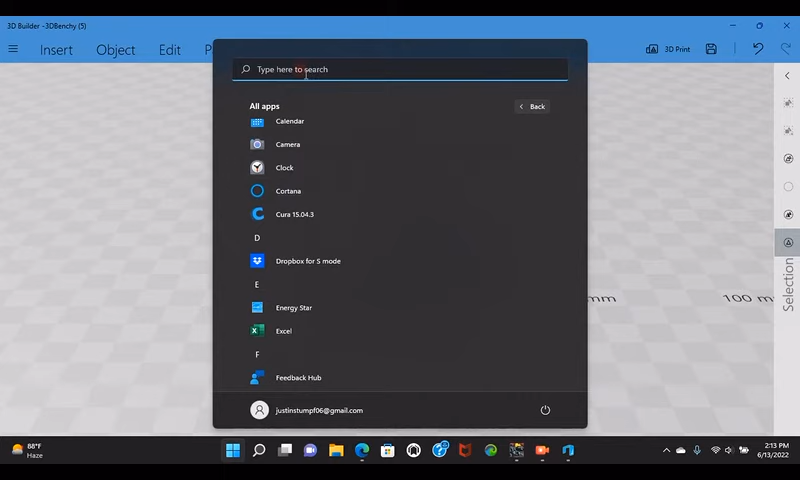 3D Builder -3DBenchy (5)
Insert Object Edit P
3D Print
Type here to search
All apps
Back
Calendar
Camera
Clock
Cortana
Cura 15.04.3
D
Dropbox for S mode
E
Energy Star
Excel
F
Feedback Hub
justinstumpf06@gmail.com
mm
100 m
Selection
88°F
Haze
2:13 PM
6/13/2022